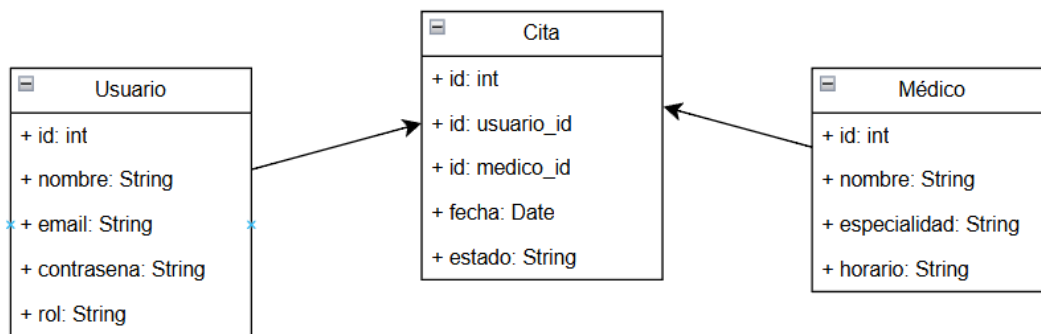 Usuario
+ id: int
+ nombre: String
+ email: String
+ contrasena: String
+ rol: String
Cita
+ id: int
+ id: usuario_id
+ id: medico_id
+ fecha: Date
+ estado: String
Médico
+ id: int
+ nombre: String
+ especialidad: String
+ horario: String